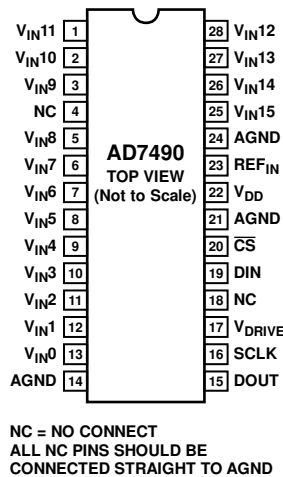 VIN11 1 28 VIN12
VIN10 2 27 VIN13
VIN9 3 26 VIN14
NC 4 25 VIN15
VIN8 5 24 AGND
VIN7 6 23 REFIN
VIN6 7 22 VDD
VIN5 8 21 AGND
VIN4 9 20 CS
VIN3 10 19 DIN
VIN2 11 18 NC
VIN1 12 17 VDRIVE
VIN0 13 16 SCLK
AGND 14 15 DOUT
AD7490
TOP VIEW
(Not to Scale)
NC = NO CONNECT
ALL NC PINS SHOULD BE
CONNECTED STRAIGHT TO AGND